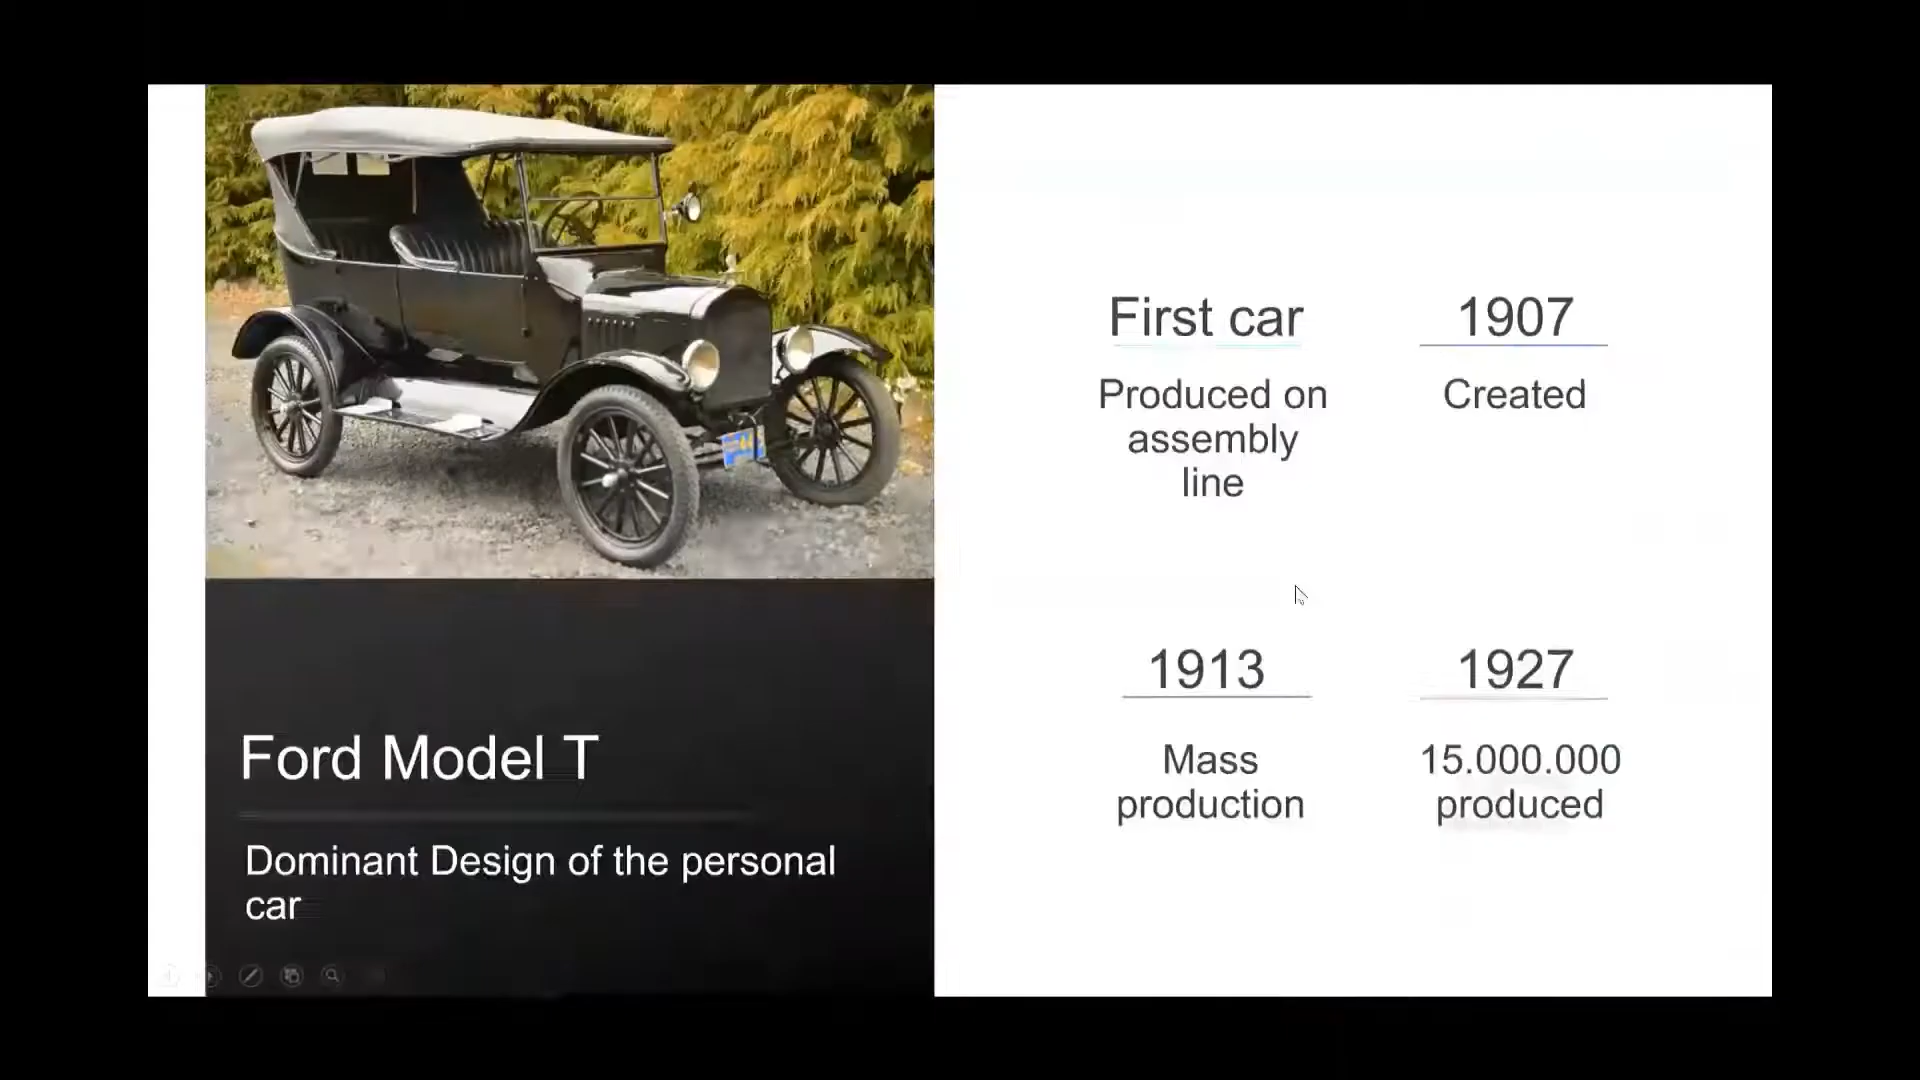 First car
1907
Produced on
assembly
line
Created
1913
1927
Mass
production
15.000.000
produced
Ford Model T
Dominant Design of the personal
car